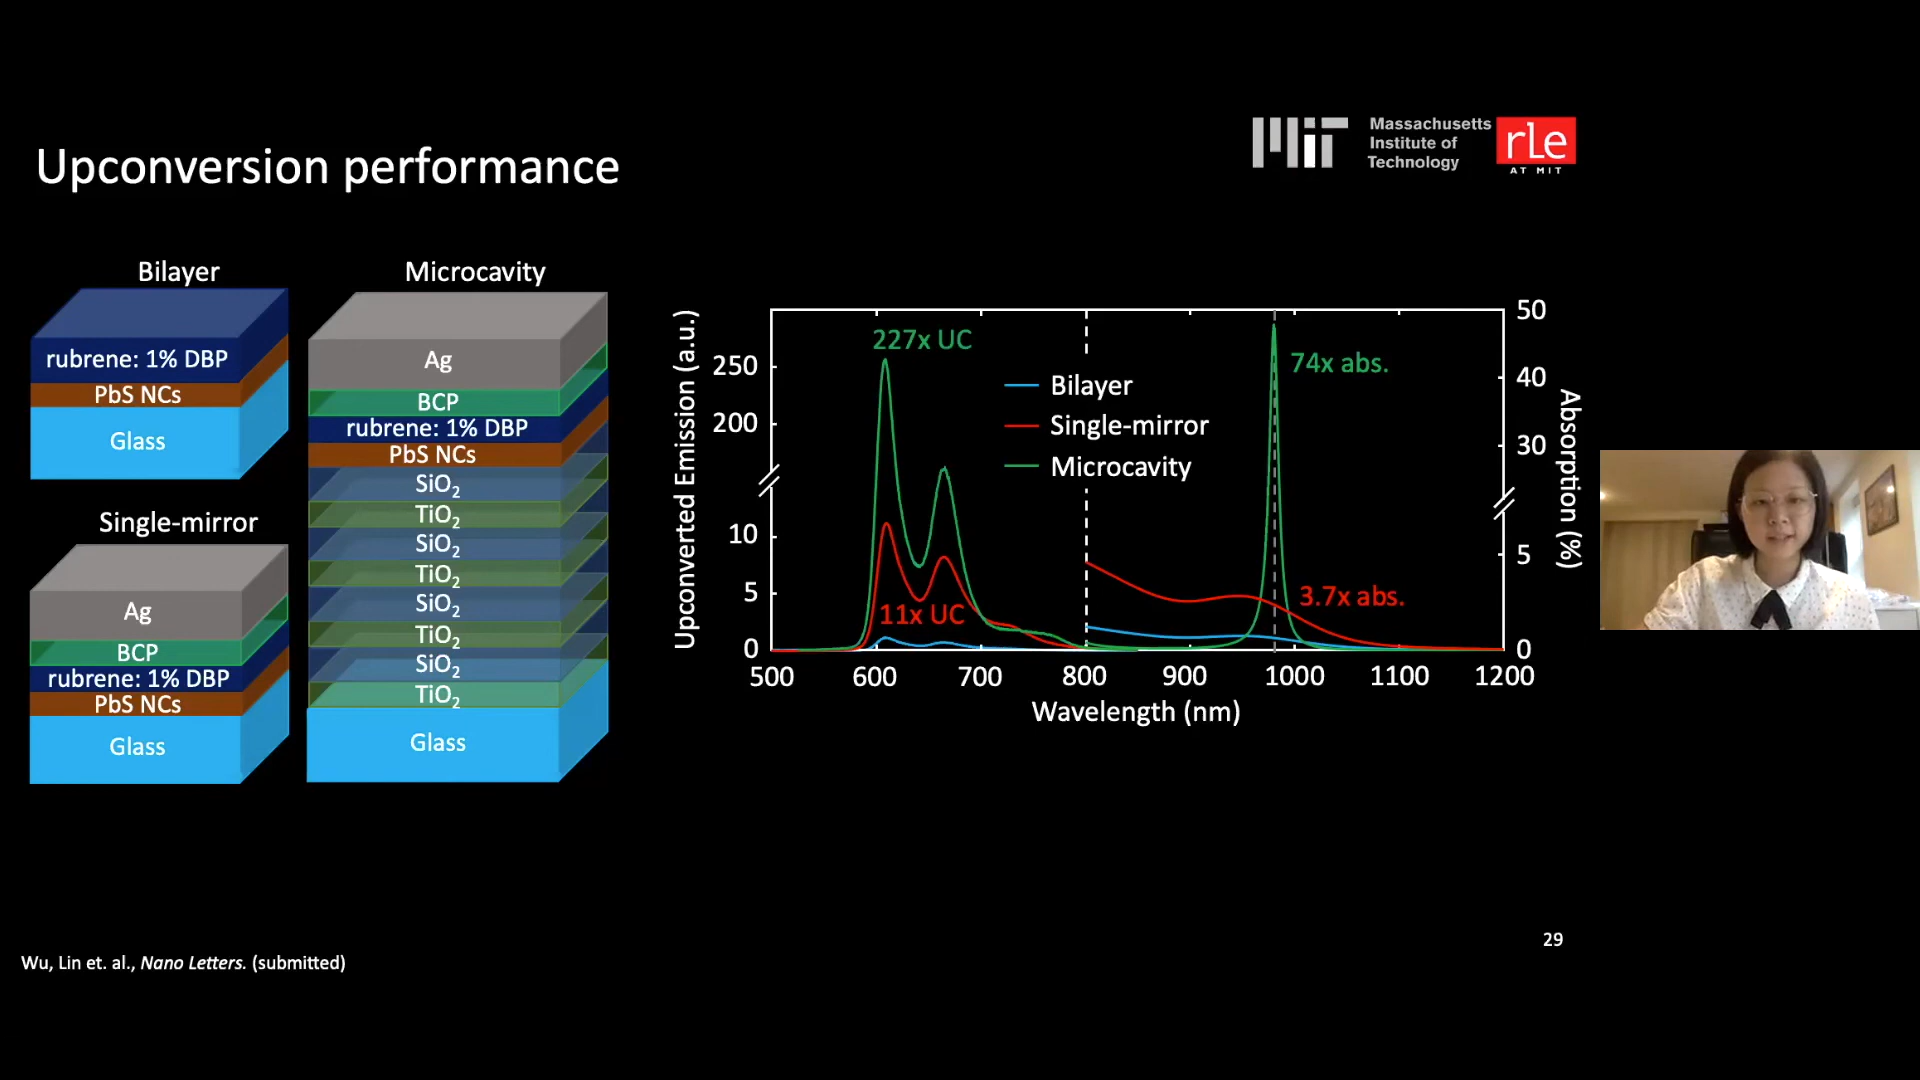 Upconversion performance
Massachusetts
Institute of
Technology
rLe
AT MIT
Bilayer
rubrene: 1% DBP
PbS NCs
Glass
Single-mirror
Ag
BCP
rubrene: 1% DBP
PbS NCs
Glass
Microcavity
Ag
BCP
rubrene: 1% DBP
PbS NCs
SiO₂
TiO₂
SiO₂
TiO₂
SiO₂
TiO₂
SiO₂
TiO₂
Glass
Upconverted Emission (a.u.)
250
200
10
5
0
227x UC
11x UC
Bilayer
Single-mirror
Microcavity
74x abs.
3.7x abs.
50
40
30
5
0
Absorption (%)
500 600 700 800 900 1000 1100 1200
Wavelength (nm)
Wu, Lin et. al., Nano Letters. (submitted)
29